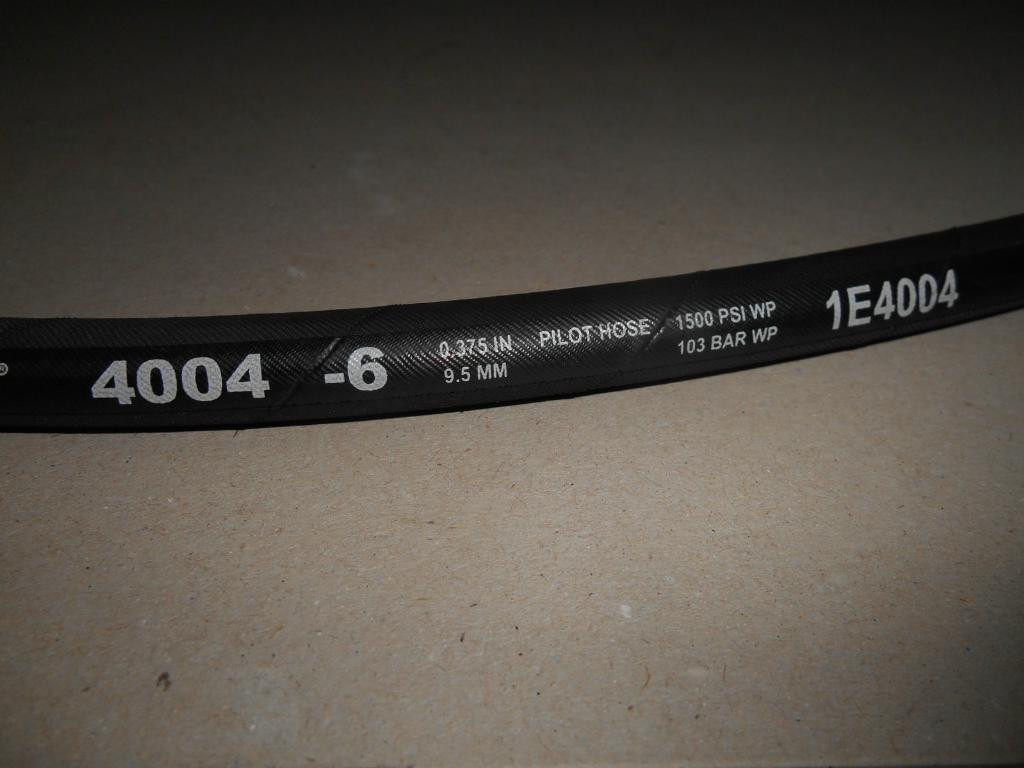 ® 4004 -6 0.375 IN PILOT HOSE 1500 PSI WP 1E4004
9.5 MM 103 BAR WP